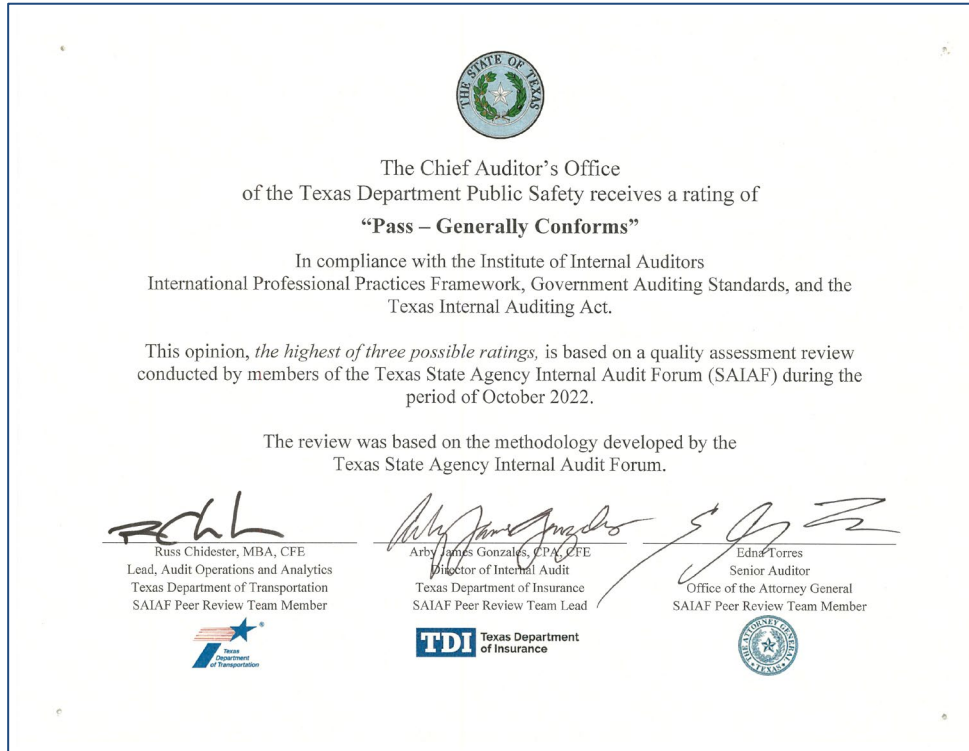 THE STATE OF TEXAS
The Chief Auditor's Office
of the Texas Department Public Safety receives a rating of
“Pass – Generally Conforms”
In compliance with the Institute of Internal Auditors
International Professional Practices Framework, Government Auditing Standards, and the
Texas Internal Auditing Act.
This opinion, the highest of three possible ratings, is based on a quality assessment review
conducted by members of the Texas State Agency Internal Audit Forum (SAIAF) during the
period of October 2022.
The review was based on the methodology developed by the
Texas State Agency Internal Audit Forum.
Russ Chidester, MBA, CFE
Lead, Audit Operations and Analytics
Texas Department of Transportation
SAIAF Peer Review Team Member
Texas
Department
of Transportation
Arby James Gonzales, CPA, CFE
Director of Internal Audit
Texas Department of Insurance
SAIAF Peer Review Team Lead
TDI Texas Department
of Insurance
Edna Torres
Senior Auditor
Office of the Attorney General
SAIAF Peer Review Team Member
THE ATTORNEY GENERAL
TEXAS